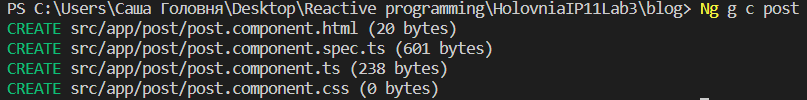 PS C:\Users\Саша Головня\Desktop\Reactive programming\HolovniaIP11Lab3\blog> Ng g c post
CREATE src/app/post/post.component.html (20 bytes)
CREATE src/app/post/post.component.spec.ts (601 bytes)
CREATE src/app/post/post.component.ts (238 bytes)
CREATE src/app/post/post.component.css (0 bytes)